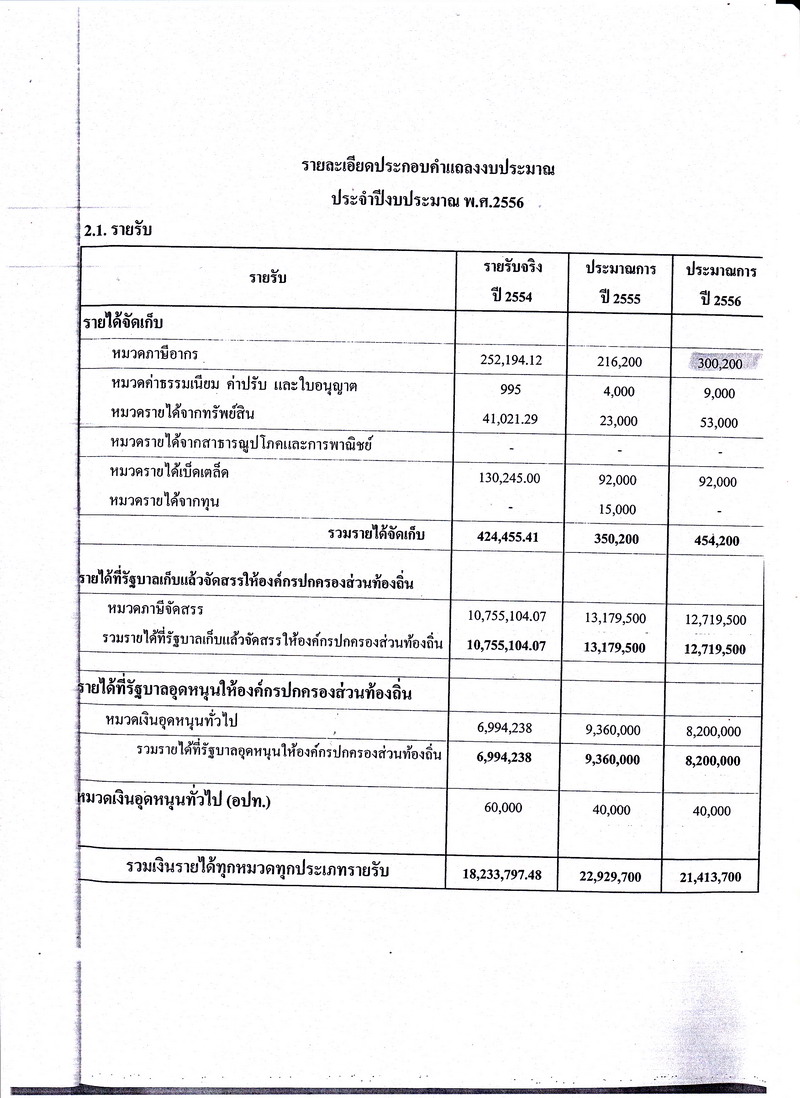 รายละเอียดประกอบคำแถลงงบประมาณ
ประจำปีงบประมาณ พ.ศ.2556
2.1. รายรับ
รายรับ รายรับจริง ประมาณการ ประมาณการ
ปี 2554 ปี 2555 ปี 2556
รายได้จัดเก็บ
หมวดภาษีอากร 252,194.12 216,200 300,200
หมวดค่าธรรมเนียม ค่าปรับ และใบอนุญาต 995 4,000 9,000
หมวดรายได้จากทรัพย์สิน 41,021.29 23,000 53,000
หมวดรายได้จากสาธารณูปโภคและการพาณิชย์ - - -
หมวดรายได้เบ็ดเตล็ด 130,245.00 92,000 92,000
หมวดรายได้จากทุน - 15,000 -
รวมรายได้จัดเก็บ 424,455.41 350,200 454,200
รายได้ที่รัฐบาลเก็บแล้วจัดสรรให้องค์กรปกครองส่วนท้องถิ่น
หมวดภาษีจัดสรร 10,755,104.07 13,179,500 12,719,500
รวมรายได้ที่รัฐบาลเก็บแล้วจัดสรรให้องค์กรปกครองส่วนท้องถิ่น 10,755,104.07 13,179,500 12,719,500
รายได้ที่รัฐบาลอุดหนุนให้องค์กรปกครองส่วนท้องถิ่น
หมวดเงินอุดหนุนทั่วไป 6,994,238 9,360,000 8,200,000
รวมรายได้ที่รัฐบาลอุดหนุนให้องค์กรปกครองส่วนท้องถิ่น 6,994,238 9,360,000 8,200,000
หมวดเงินอุดหนุนทั่วไป (อปท.) 60,000 40,000 40,000
รวมเงินรายได้ทุกหมวดทุกประเภทรายรับ 18,233,797.48 22,929,700 21,413,700